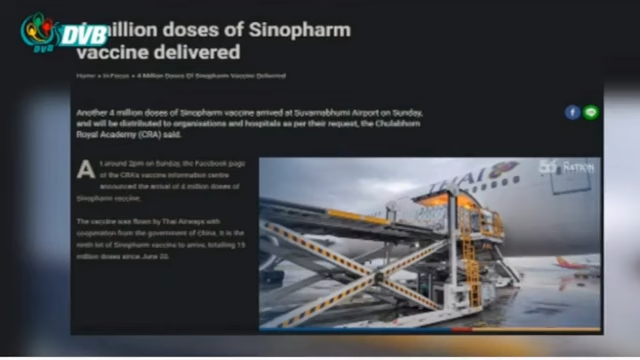 DVB
DVB
million doses of Sinopharm
vaccine delivered
Home » In-Focus » 4 Million Doses Of Sinopharm Vaccine Delivered
Another 4 million doses of Sinopharm vaccine arrived at Suvarnabhumi Airport on Sunday,
and will be distributed to organisations and hospitals as per their request, the Chulabhorn
Royal Academy (CRA) said.
At around 2pm on Sunday, the Facebook page
of the CRA's vaccine information centre
announced the arrival of 4 million doses of
Sinopharm vaccine.
The vaccine was flown by Thai Airways with
cooperation from the government of China. It is the
ninth lot of Sinopharm vaccine to arrive, totalling 15
million doses since June 20.
THAI
NATION